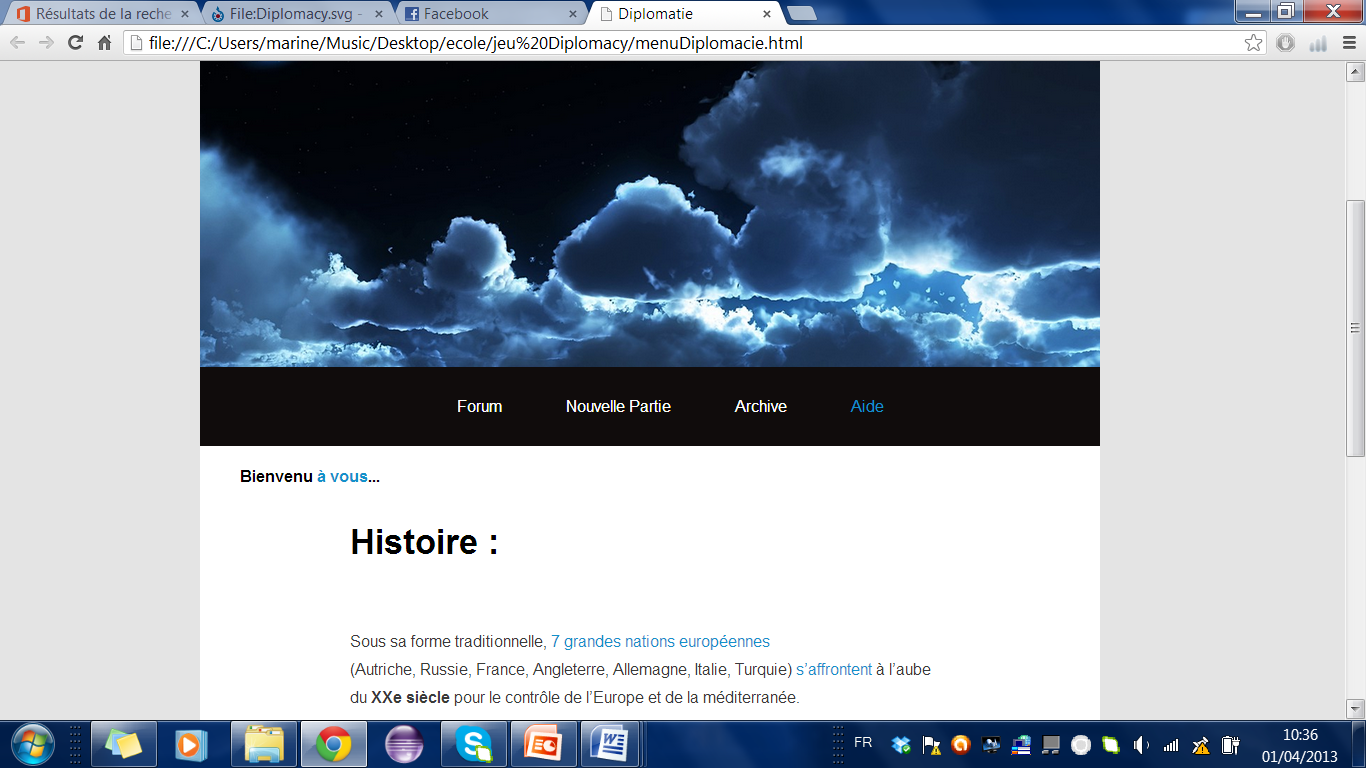 Résultats de la reche
File:Diplomacy.svg -
Facebook
Diplomatie
file:///C:/Users/marine/Music/Desktop/ecole/jeu%20Diplomacy/menuDiplomacie.html
Forum Nouvelle Partie Archive Aide
Bienvenu à vous...
Histoire :
Sous sa forme traditionnelle, 7 grandes nations européennes
(Autriche, Russie, France, Angleterre, Allemagne, Italie, Turquie) s’affrontent à l’aube
du XXe siècle pour le contrôle de l’Europe et de la méditerranée.
FR
10:36
01/04/2013